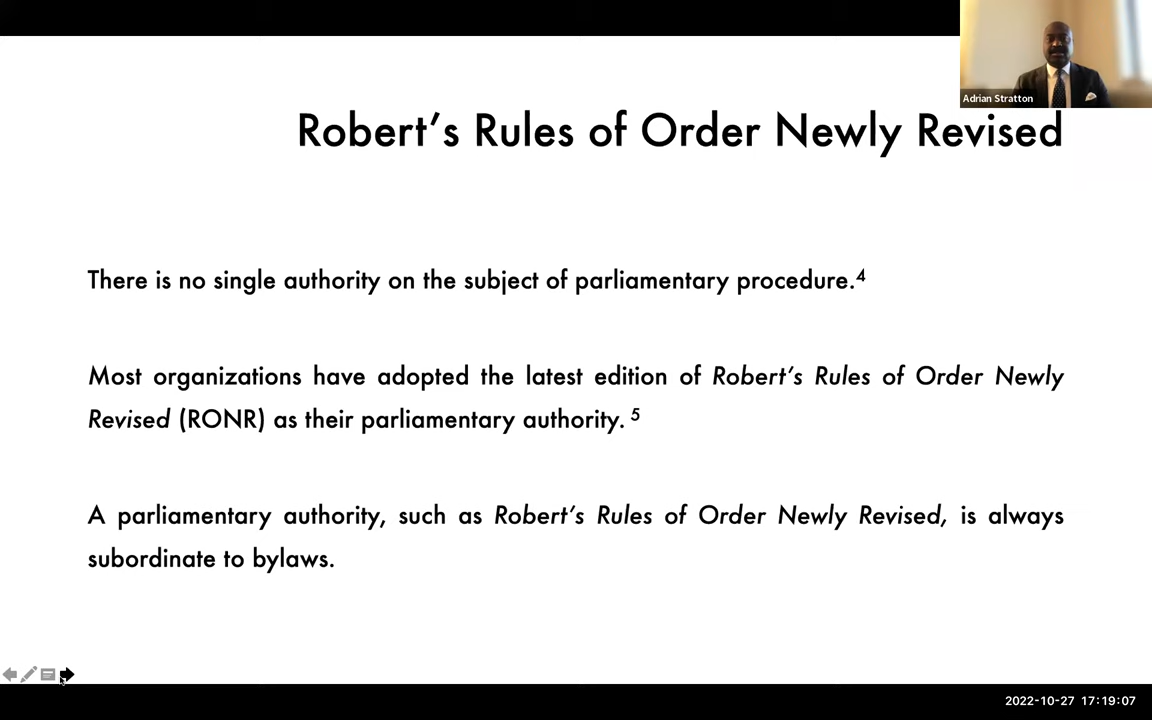 Adrian Stratton
Robert’s Rules of Order Newly Revised
There is no single authority on the subject of parliamentary procedure.⁴
Most organizations have adopted the latest edition of Robert’s Rules of Order Newly
Revised (RONR) as their parliamentary authority. ⁵
A parliamentary authority, such as Robert’s Rules of Order Newly Revised, is always
subordinate to bylaws.
2022-10-27 17:19:07